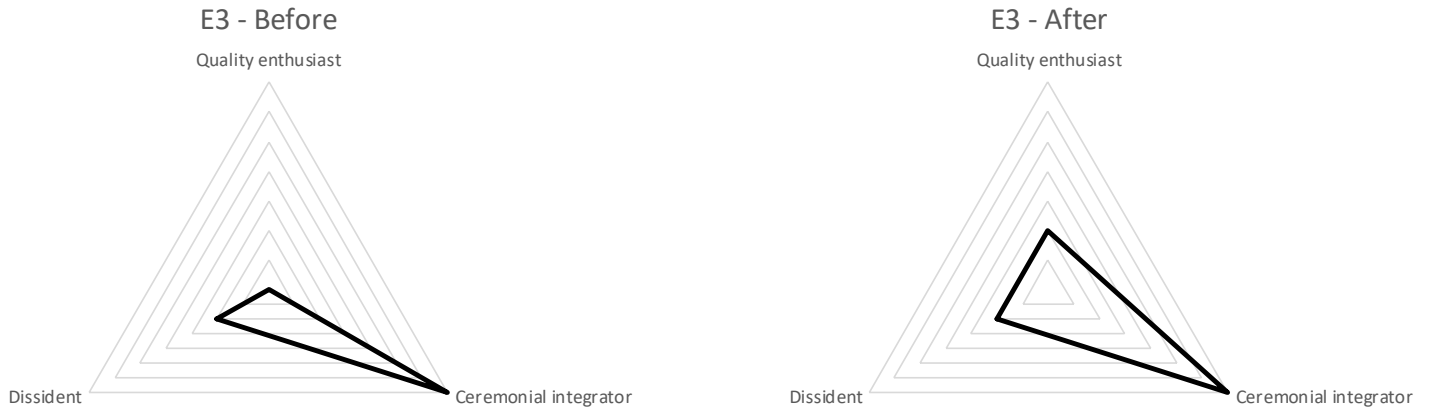 E3 - Before
Quality enthusiast
Dissident
Ceremonial integrator
E3 - After
Quality enthusiast
Dissident
Ceremonial integrator